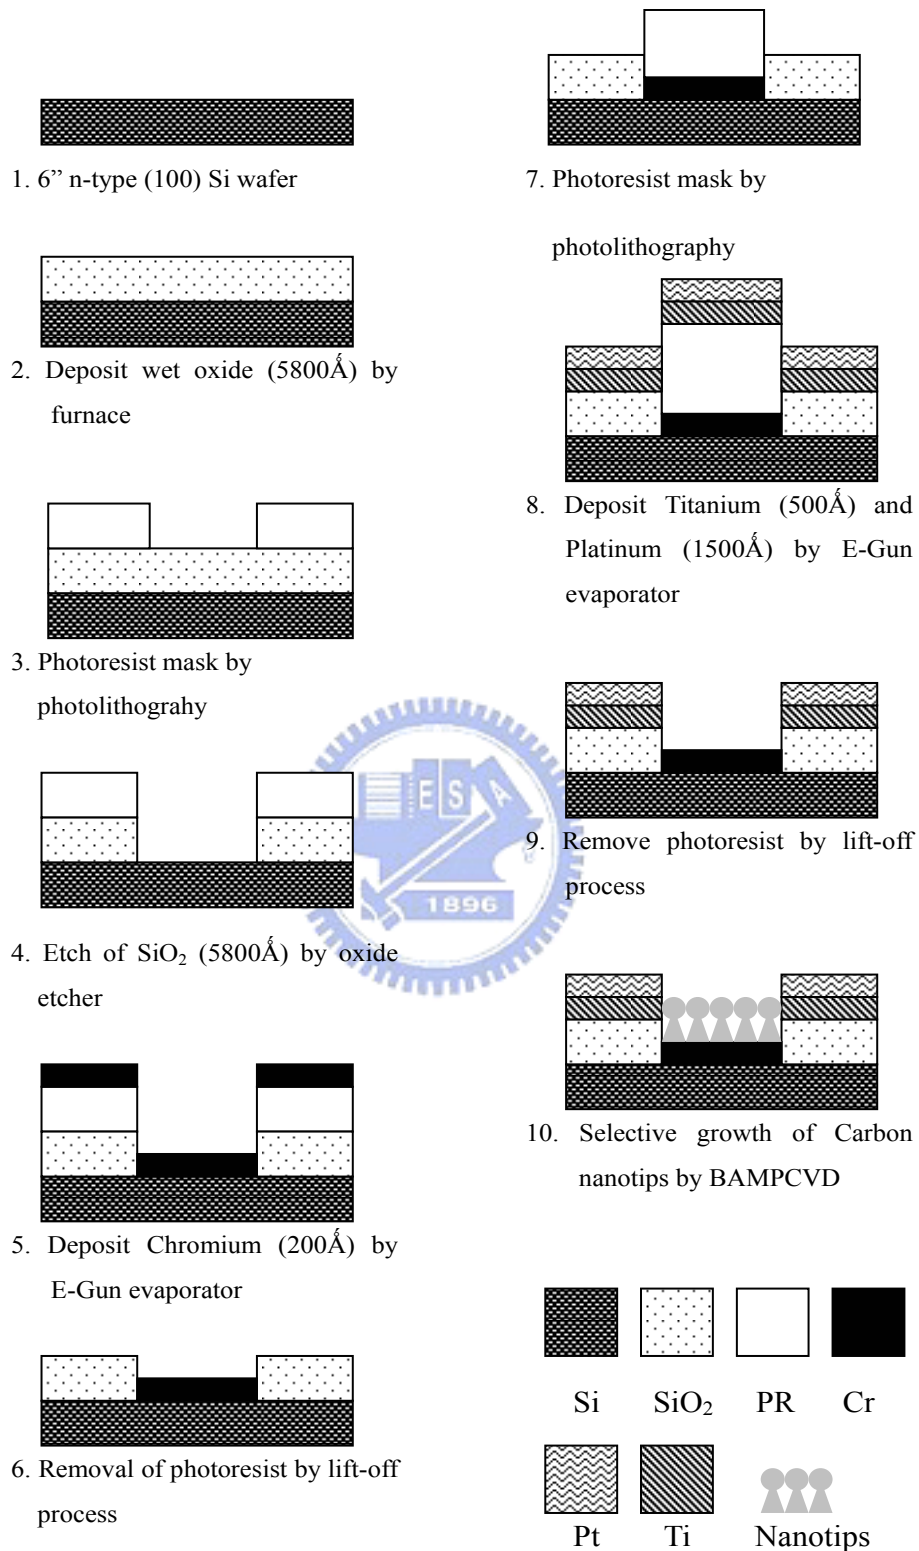 1. 6” n-type (100) Si wafer
2. Deposit wet oxide (5800Å) by
furnace
3. Photoresist mask by
photolithograhy
4. Etch of SiO₂ (5800Å) by oxide
etcher
5. Deposit Chromium (200Å) by
E-Gun evaporator
6. Removal of photoresist by lift-off
process
7. Photoresist mask by
photolithography
8. Deposit Titanium (500Å) and
Platinum (1500Å) by E-Gun
evaporator
9. Remove photoresist by lift-off
process
10. Selective growth of Carbon
nanotips by BAMPCVD
Si SiO₂ PR Cr
Pt Ti Nanotips
E S A
1896